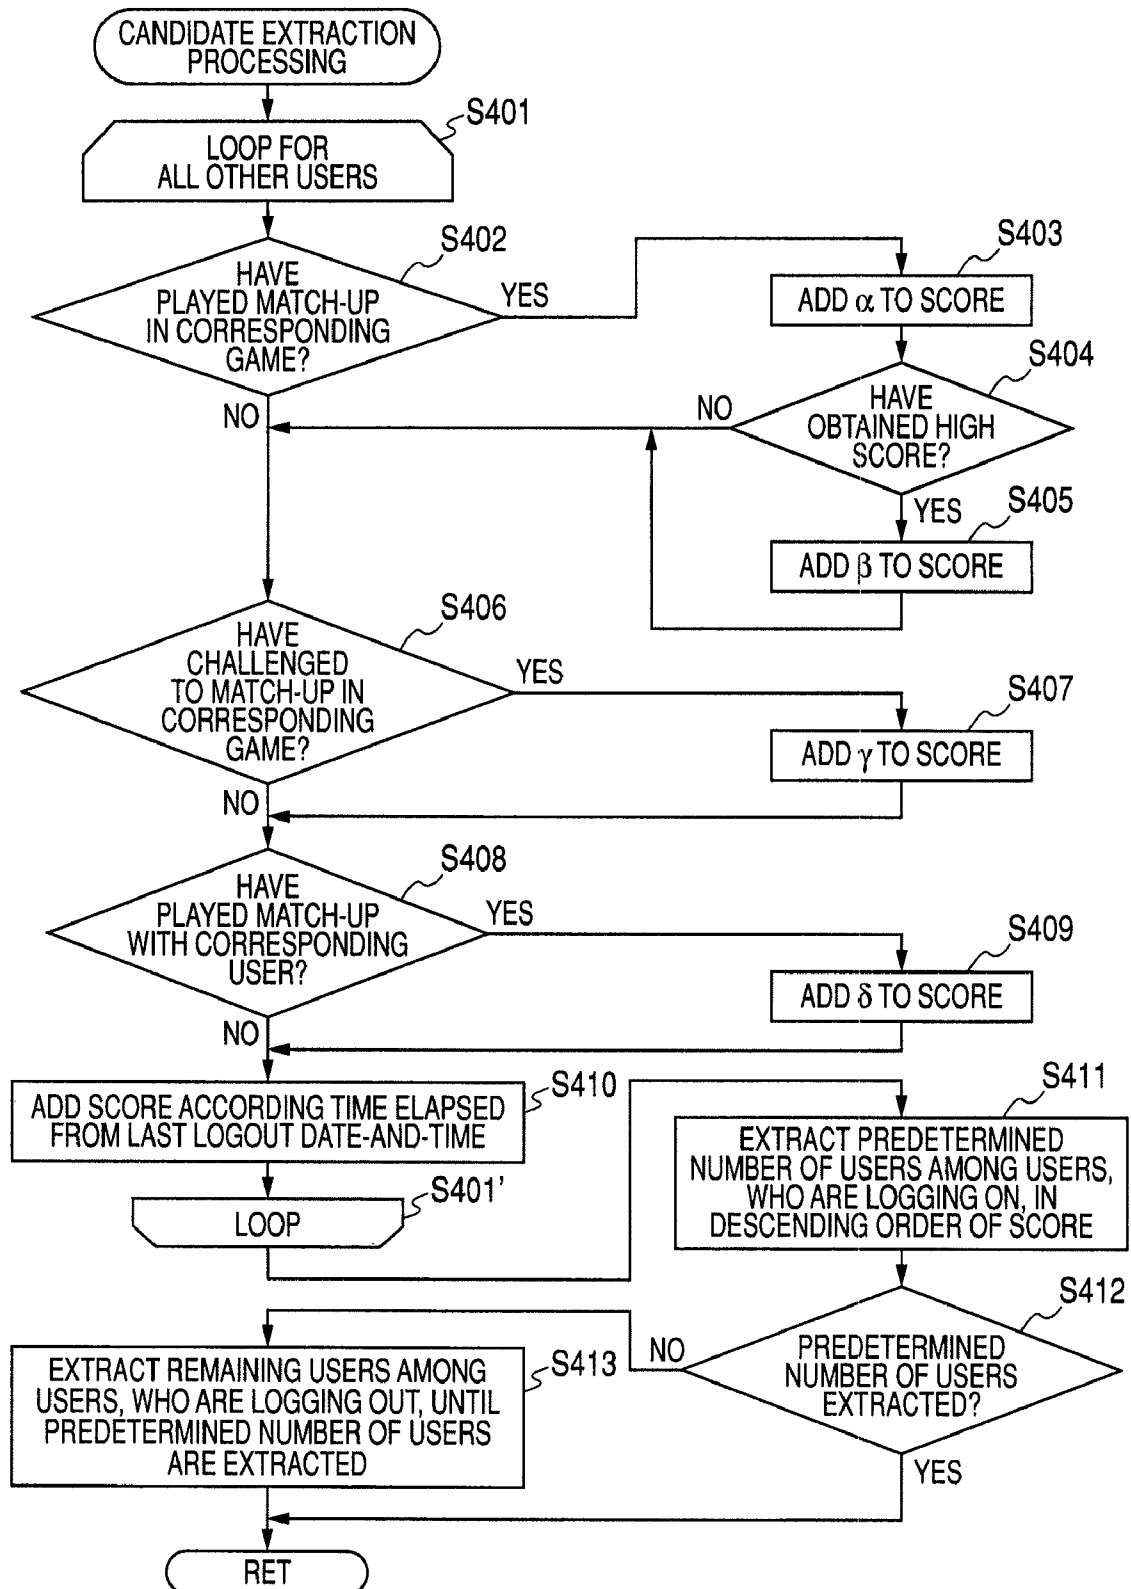 CANDIDATE EXTRACTION
PROCESSING
S401
LOOP FOR
ALL OTHER USERS
S402
HAVE
PLAYED MATCH-UP
IN CORRESPONDING
GAME?
YES
NO
S403
ADD α TO SCORE
S404
HAVE
OBTAINED HIGH
SCORE?
NO
YES
S405
ADD β TO SCORE
S406
HAVE
CHALLENGED
TO MATCH-UP IN
CORRESPONDING
GAME?
YES
NO
S407
ADD γ TO SCORE
S408
HAVE
PLAYED MATCH-UP
WITH CORRESPONDING
USER?
YES
NO
S409
ADD δ TO SCORE
S410
ADD SCORE ACCORDING TIME ELAPSED
FROM LAST LOGOUT DATE-AND-TIME
S401'
LOOP
S411
EXTRACT PREDETERMINED
NUMBER OF USERS AMONG USERS,
WHO ARE LOGGING ON, IN
DESCENDING ORDER OF SCORE
S412
PREDETERMINED
NUMBER OF USERS
EXTRACTED?
NO
YES
S413
EXTRACT REMAINING USERS AMONG
USERS, WHO ARE LOGGING OUT, UNTIL
PREDETERMINED NUMBER OF USERS
ARE EXTRACTED
RET